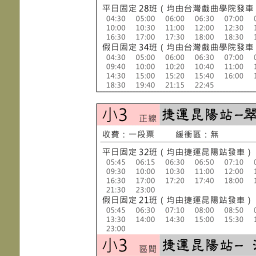 平日固定 28班（均由台灣戲曲學院發車
04:30 05:00 06:00 06:30 07:00
10:00 10:30 11:00 12:00 12:30
16:30 17:00 17:30 18:00 18:30
假日固定 34班（均由台灣戲曲學院發車
04:30 05:00 06:00 06:30 07:00
09:40 10:00 10:20 10:40 11:00
14:30 15:00 15:20 15:40 16:00
18:30 19:40 21:15 22:45
小3 正線 捷運昆陽站--翠
收費：一段票 緩衝區：無
平日固定 32班（均由捷運昆陽站發車）
05:45 06:15 06:30 06:50 07:10
09:30 10:00 10:30 11:00 12:00
16:30 17:00 17:20 17:40 18:00
21:30 23:00
假日固定 21班（均由捷運昆陽站發車）
05:45 06:30 07:10 08:00 08:50
13:30 14:30 15:00 15:30 16:00
23:00
小3 區間 捷運昆陽站--